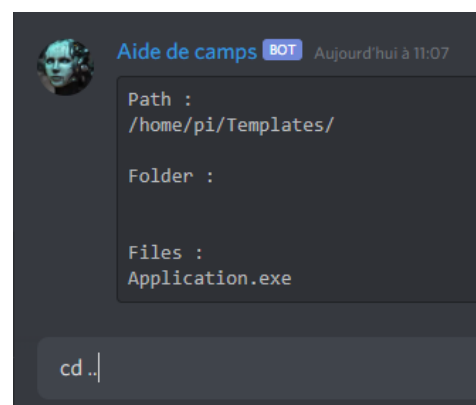 Aide de camps BOT Aujourd'hui à 11:07
Path :
/home/pi/Templates/
Folder :
Files :
Application.exe
cd ..